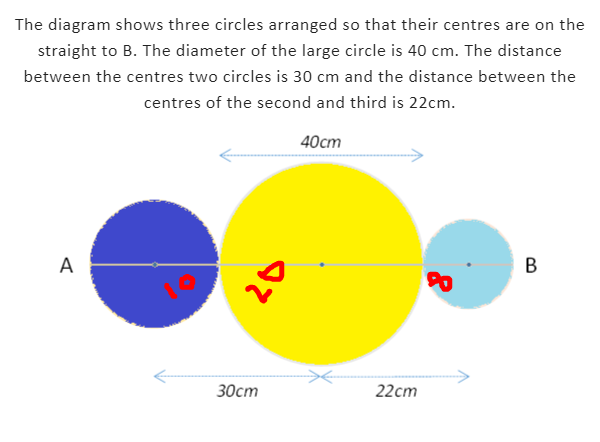 The diagram shows three circles arranged so that their centres are on the
straight to B. The diameter of the large circle is 40 cm. The distance
between the centres two circles is 30 cm and the distance between the
centres of the second and third is 22cm.
40cm
A
10
20
8
B
30cm
22cm